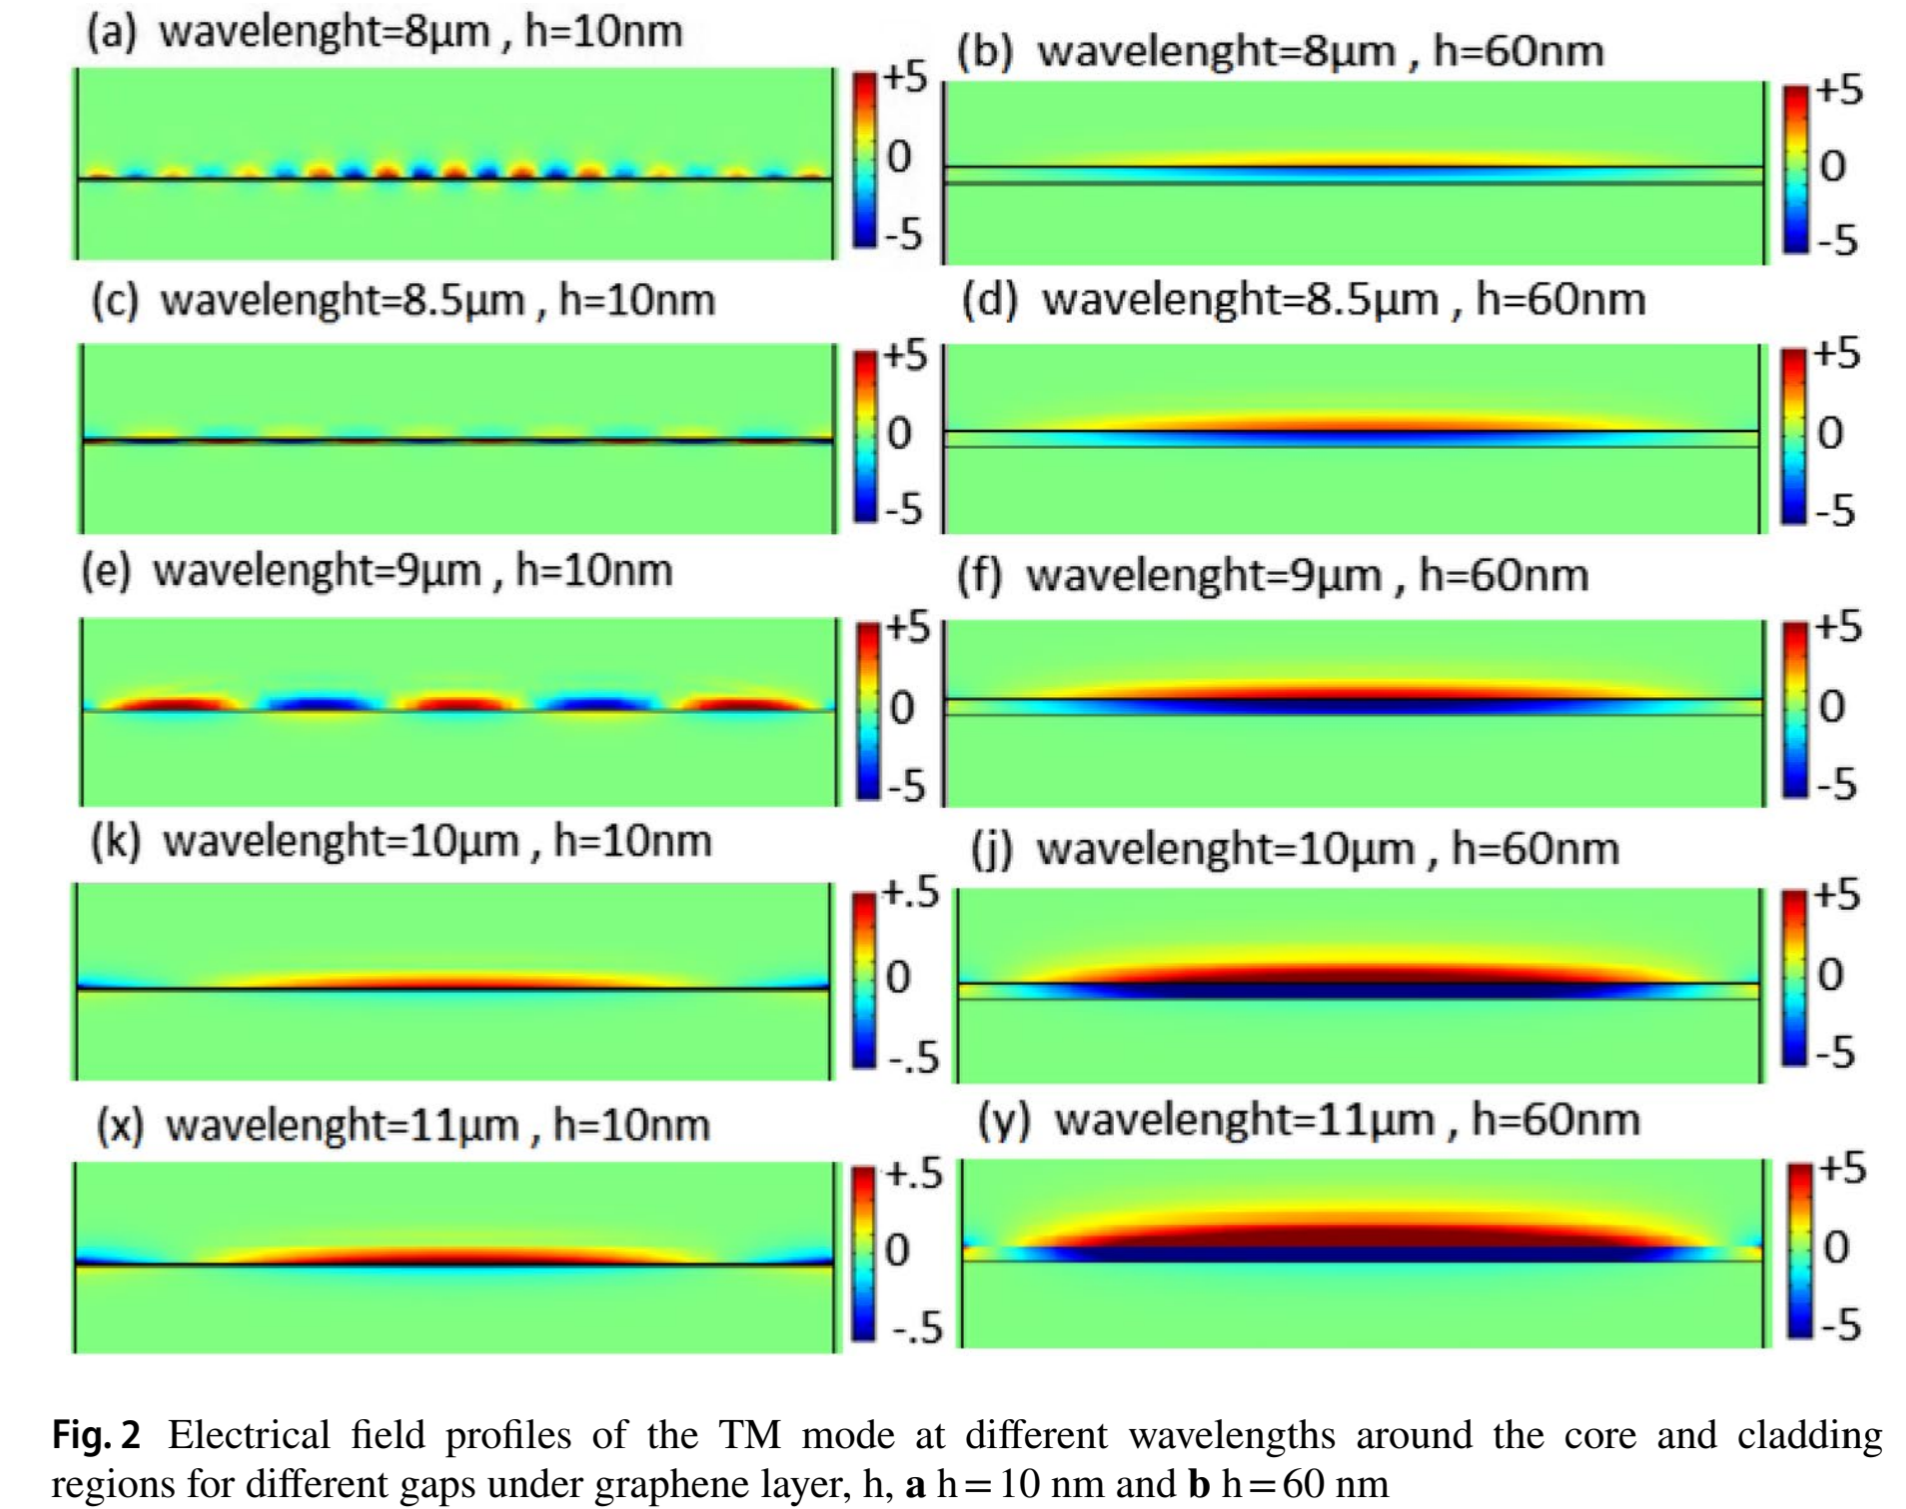 (a) wavelenght=8µm , h=10nm
+5
0
-5
(b) wavelenght=8µm , h=60nm
+5
0
-5
(c) wavelenght=8.5µm , h=10nm
+5
0
-5
(d) wavelenght=8.5µm , h=60nm
+5
0
-5
(e) wavelenght=9µm , h=10nm
+5
0
-5
(f) wavelenght=9µm , h=60nm
+5
0
-5
(k) wavelenght=10µm , h=10nm
+.5
0
-.5
(j) wavelenght=10µm , h=60nm
+5
0
-5
(x) wavelenght=11µm , h=10nm
+.5
0
-.5
(y) wavelenght=11µm , h=60nm
+5
0
-5
Fig. 2 Electrical field profiles of the TM mode at different wavelengths around the core and cladding
regions for different gaps under graphene layer, h, a h = 10 nm and b h = 60 nm